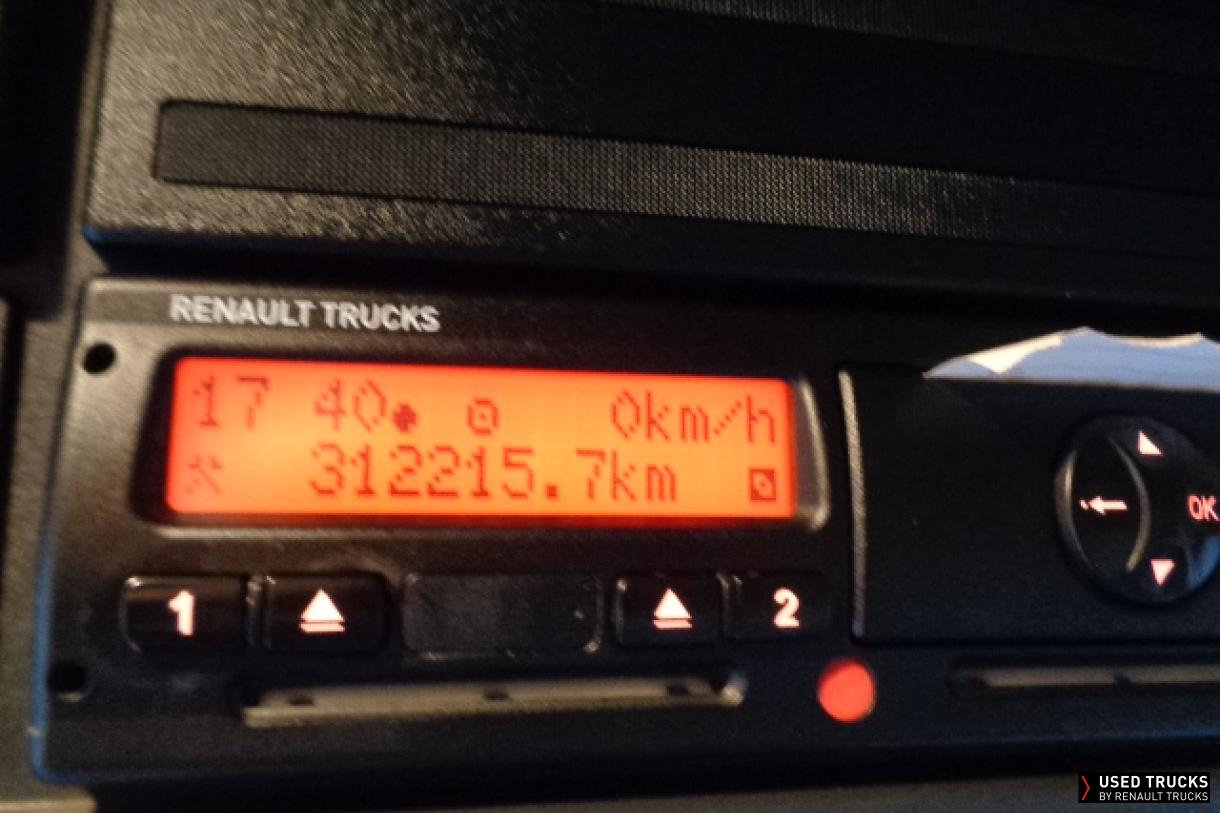 RENAULT TRUCKS
17 40 0km/h
312215.7km
1 2
OK
USED TRUCKS
BY RENAULT TRUCKS